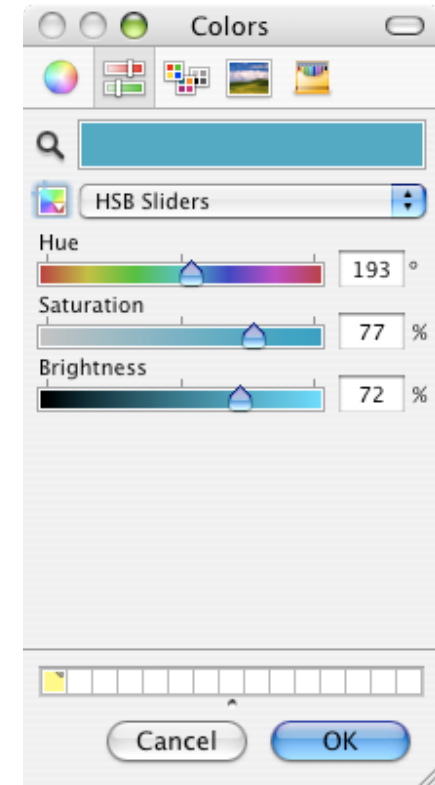 Colors
HSB Sliders
Hue
193 °
Saturation
77 %
Brightness
72 %
Cancel OK